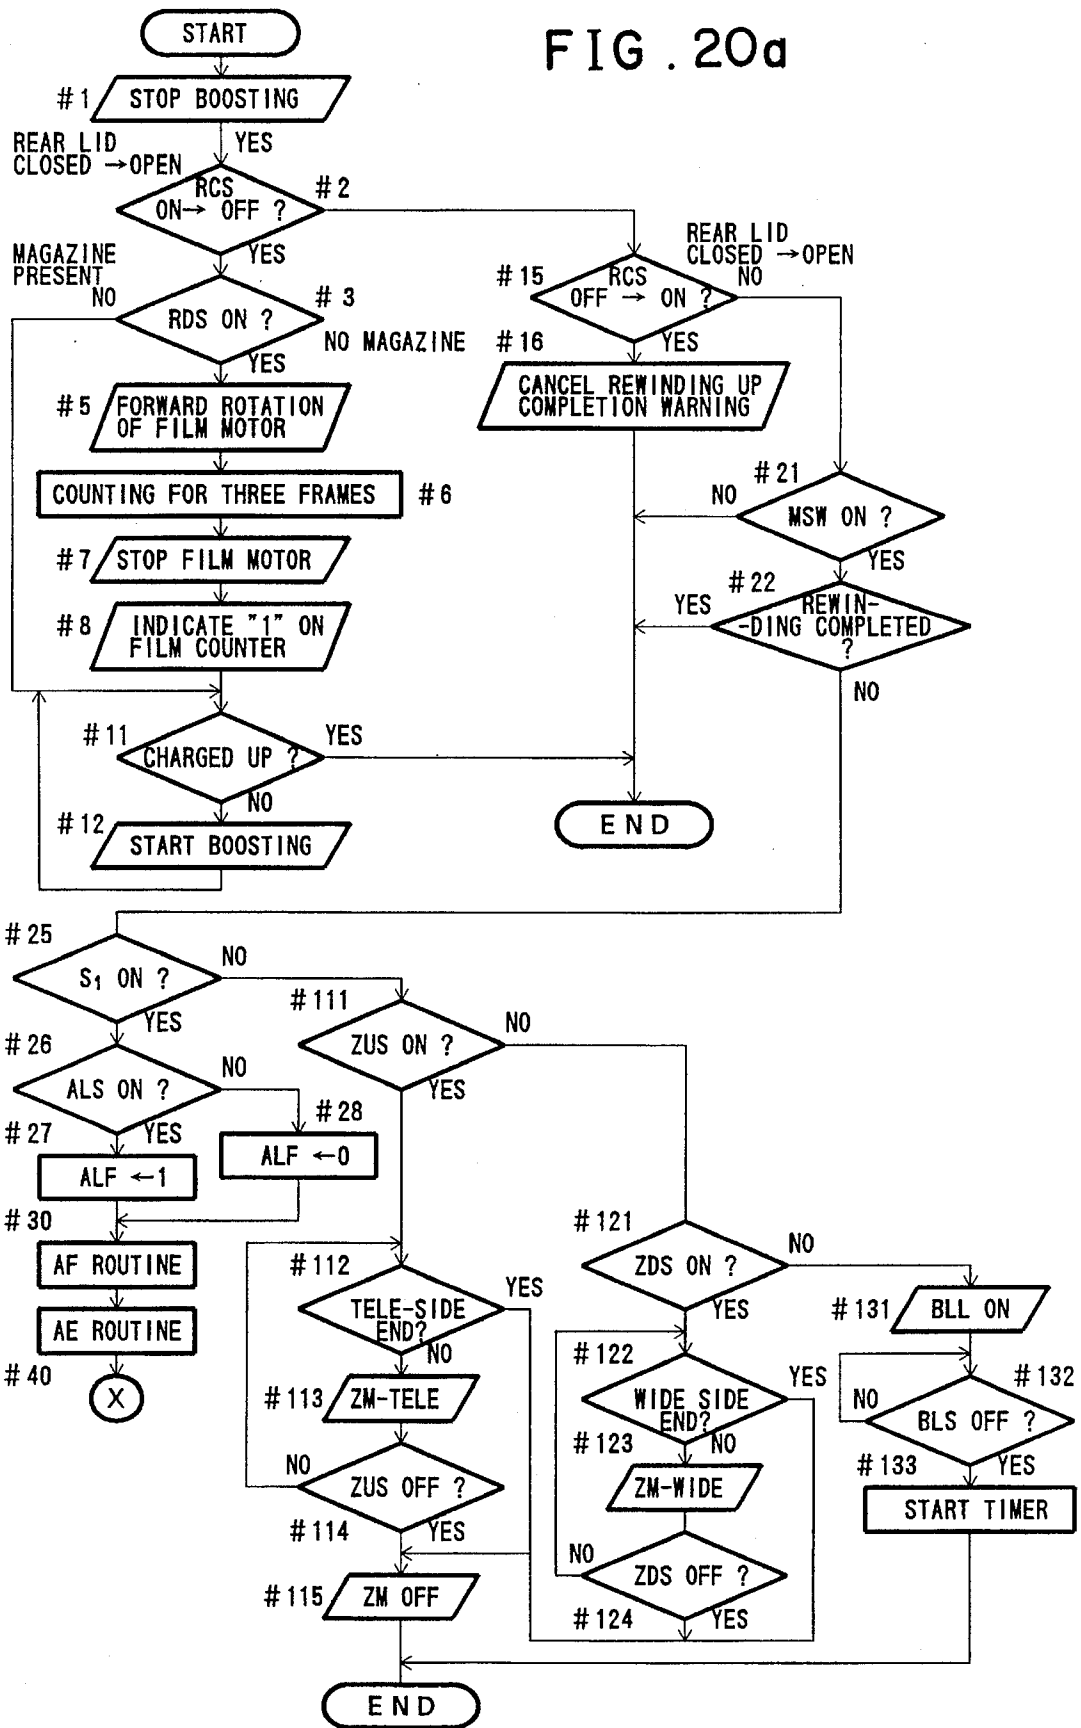 FIG. 20a
START
#1
STOP BOOSTING
YES
REAR LID
CLOSED →OPEN
RCS
ON→ OFF ?
#2
YES
MAGAZINE
PRESENT
NO
#3
RDS ON ?
NO MAGAZINE
YES
#5
FORWARD ROTATION
OF FILM MOTOR
COUNTING FOR THREE FRAMES
#6
#7
STOP FILM MOTOR
#8
INDICATE "1" ON
FILM COUNTER
#11
CHARGED UP ?
YES
NO
#12
START BOOSTING
REAR LID
CLOSED →OPEN
NO
#15
RCS
OFF → ON ?
YES
#16
CANCEL REWINDING UP
COMPLETION WARNING
#21
NO
MSW ON ?
YES
#22
YES
REWIN-
-DING COMPLETED
?
NO
END
#25
S1 ON ?
NO
YES
#26
ALS ON ?
NO
YES
#27
ALF ←1
#28
ALF ←0
#30
AF ROUTINE
AE ROUTINE
#40
X
#111
ZUS ON ?
NO
YES
#112
TELE-SIDE
END?
YES
NO
#113
ZM-TELE
NO
ZUS OFF ?
#114
YES
#115
ZM OFF
#121
ZDS ON ?
NO
YES
#122
WIDE SIDE
END?
YES
#123
NO
ZM-WIDE
NO
ZDS OFF ?
#124
YES
#131
BLL ON
#132
NO
BLS OFF ?
#133
YES
START TIMER
END